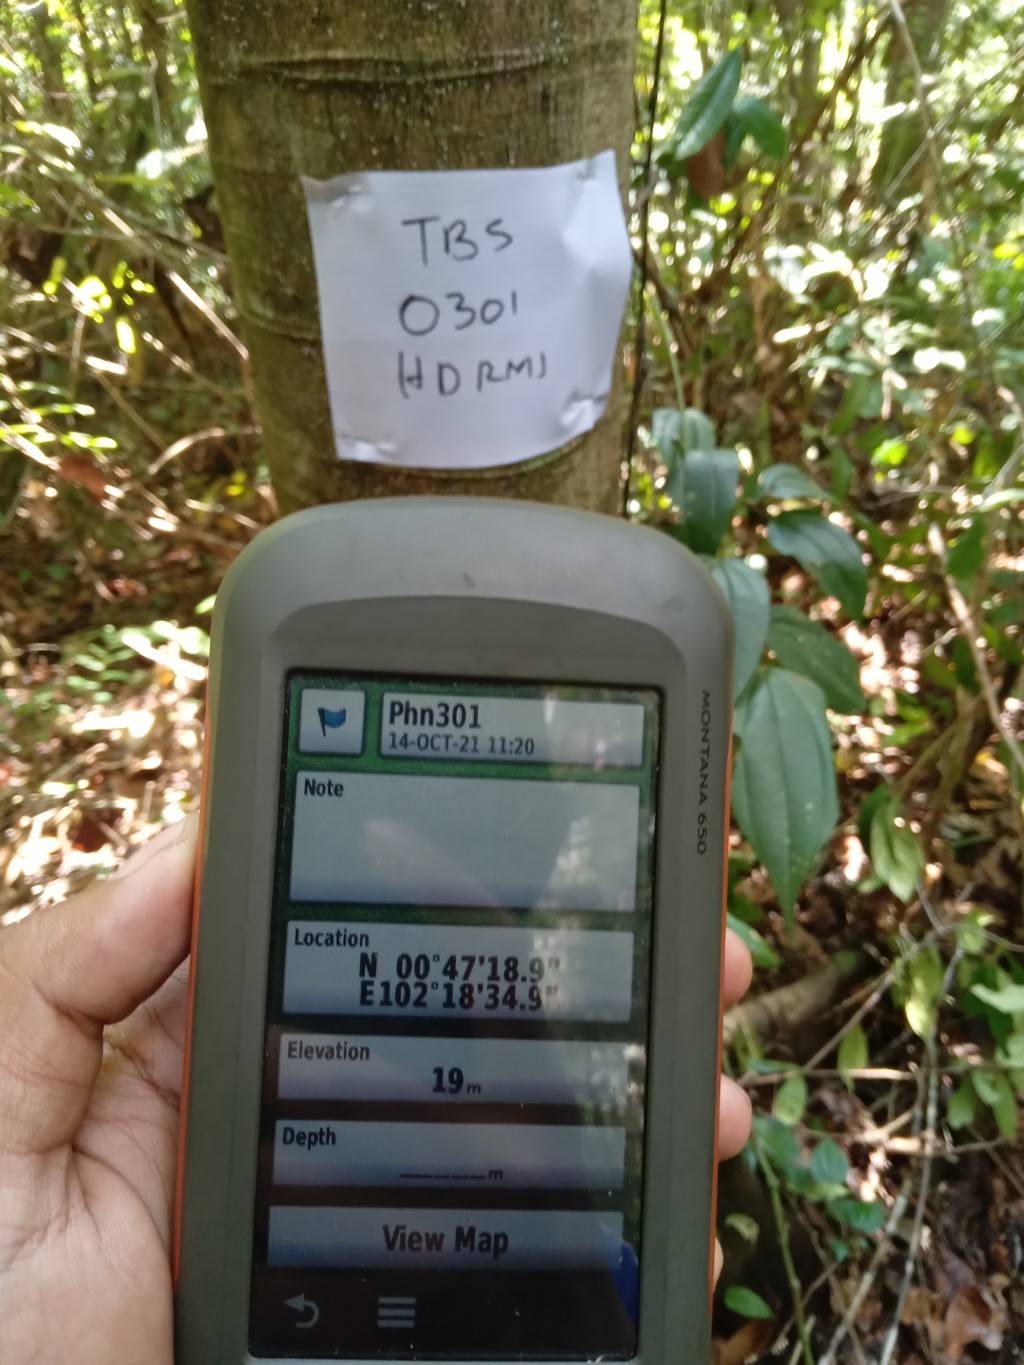 TBS
0301
HDRMJ
Phn301
14-OCT-21 11:20
Note
Location
N 00°47'18.9"
E102°18'34.9"
Elevation
19m
Depth
_____m
View Map
MONTANA 650